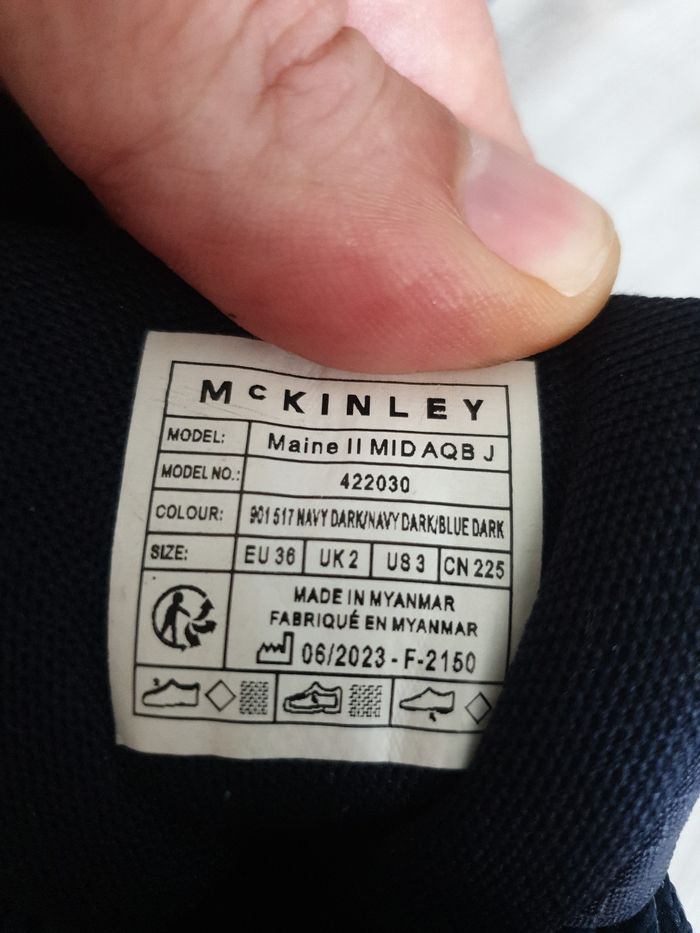 McKINLEY
MODEL: Maine II MID AQB J
MODEL NO.: 422030
COLOUR: 901 517 NAVY DARK/NAVY DARK/BLUE DARK
SIZE: EU 36 UK 2 US 3 CN 225
MADE IN MYANMAR
FABRIQUÉ EN MYANMAR
06/2023 - F-2150